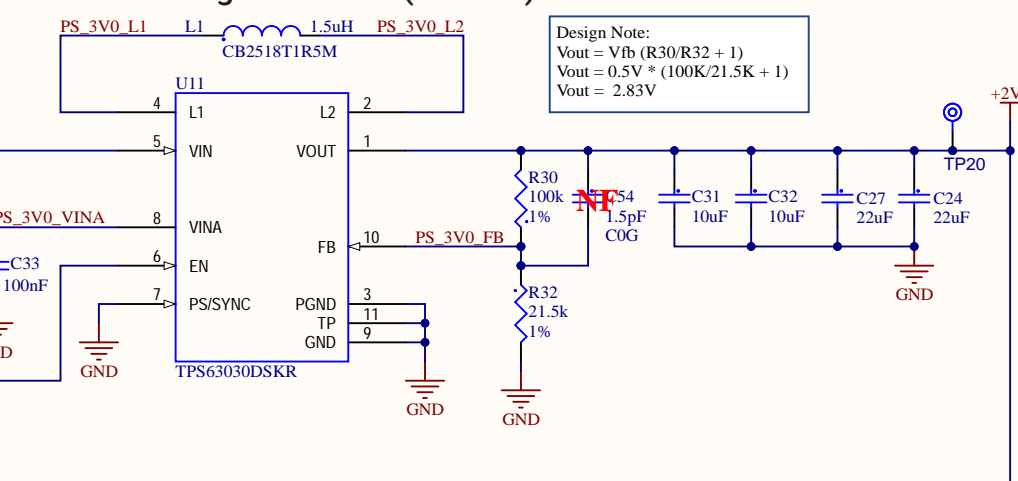 PS_3V0_L1
L1
1.5uH
PS_3V0_L2
CB2518T1R5M
Design Note:
Vout = Vfb (R30/R32 + 1)
Vout = 0.5V * (100K/21.5K + 1)
Vout = 2.83V
U11
4
L1
L2
2
5
VIN
VOUT
1
TP20
R30
100k
1%
NF
1.5pF
C0G
C31
10uF
C32
10uF
C27
22uF
C24
22uF
8
VINA
FB
10
PS_3V0_FB
6
EN
C33
100nF
7
PS/SYNC
PGND
3
TP
11
GND
9
R32
21.5k
1%
GND
GND
TPS63030DSKR
GND
GND